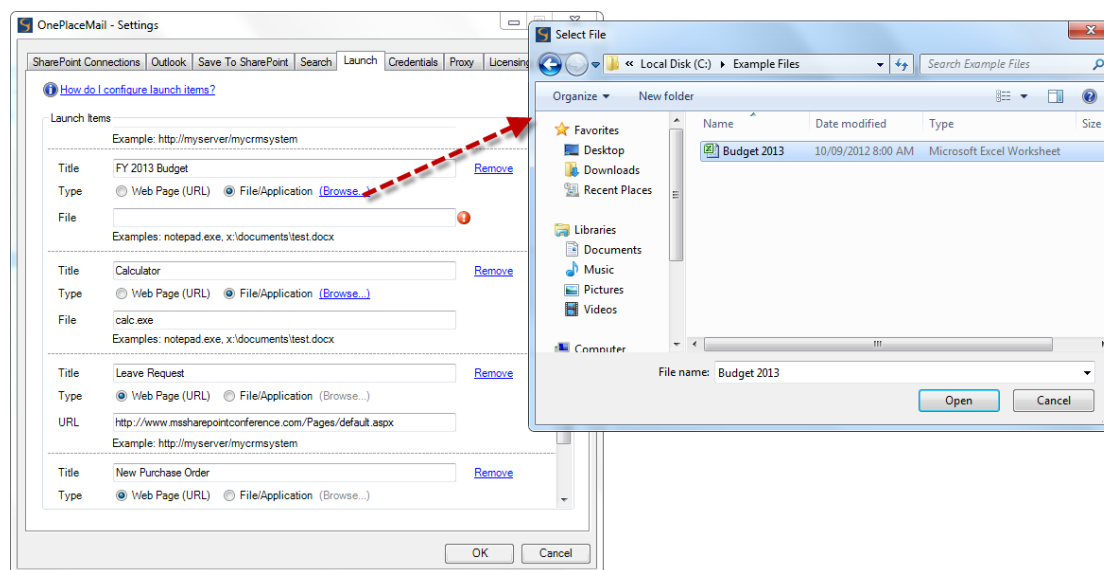 OnePlaceMail - Settings
SharePoint Connections Outlook Save To SharePoint Search Launch Credentials Proxy Licensing
How do I configure launch items?
Launch Items
Example: http://myserver/mycrmsystem
Title FY 2013 Budget Remove
Type Web Page (URL) File/Application (Browse...)
File
Examples: notepad.exe, x:\documents\test.docx
Title Calculator Remove
Type Web Page (URL) File/Application (Browse...)
File calc.exe
Examples: notepad.exe, x:\documents\test.docx
Title Leave Request Remove
Type Web Page (URL) File/Application (Browse...)
URL http://www.mssharepointconference.com/Pages/default.aspx
Example: http://myserver/mycrmsystem
Title New Purchase Order Remove
Type Web Page (URL) File/Application (Browse...)
OK Cancel
Select File
« Local Disk (C:) Example Files Search Example Files
Organize New folder
Favorites
Desktop
Downloads
Recent Places
Libraries
Documents
Music
Pictures
Videos
Computer
Name Date modified Type Size
Budget 2013 10/09/2012 8:00 AM Microsoft Excel Worksheet
File name: Budget 2013
Open Cancel